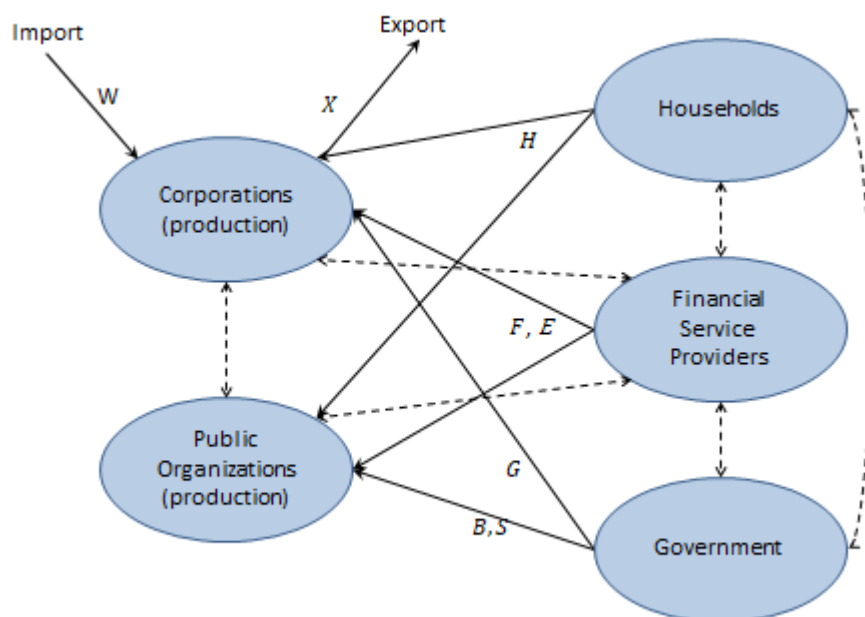 Import
Export
W
X
Households
H
Corporations
(production)
Financial
Service
Providers
F, E
Public
Organizations
(production)
G
B,S
Government